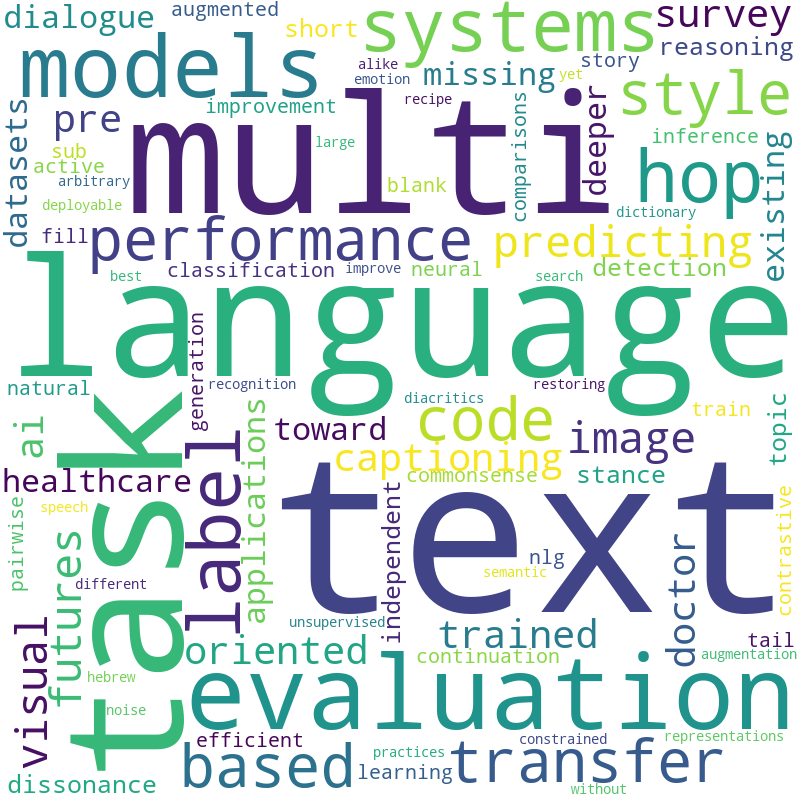 dialogue
augmented
short
systems
survey
models
alike
emotion
missing
yet
story
reasoning
pre
improvement
recipe
style
datasets
multi
large
comparisons
deeper
inference
sub
active
arbitrary
blank
hop
existing
deployable
dictionary
fill
performance
predicting
best
classification
improve
neural
search
detection
language
natural
generation
recognition
restoring
diacritics
train
topic
ai
task
label
applications
toward
code
image
captioning
healthcare
commonsense
stance
contrastive
speech
pairwise
independent
text
nlg
semantic
different
futures
doctor
visual
unsupervised
oriented
trained
tail
continuation
augmentation
hebrew
evaluation
noise
efficient
constrained
representations
based
practices
transfer
learning
dissonance
without